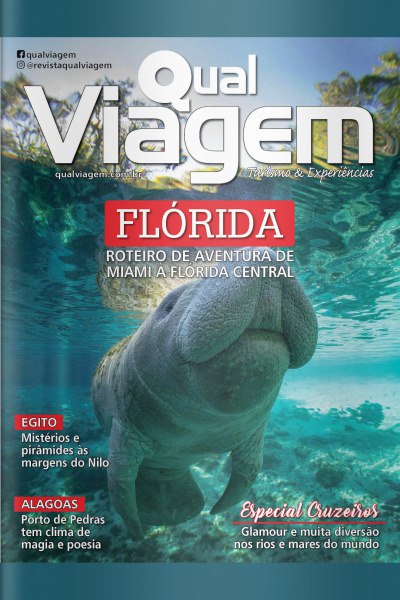 qualviagem
@revistaqualviagem
Qual
Viagem
qualviagem.com.br
Turismo & Experiências
FLÓRIDA
ROTEIRO DE AVENTURA DE
MIAMI A FLÓRIDA CENTRAL
EGITO
Mistérios e
pirâmides às
margens do Nilo
ALAGOAS
Porto de Pedras
tem clima de
magia e poesia
Especial Cruzeiros
Glamour e muita diversão
nos rios e mares do mundo